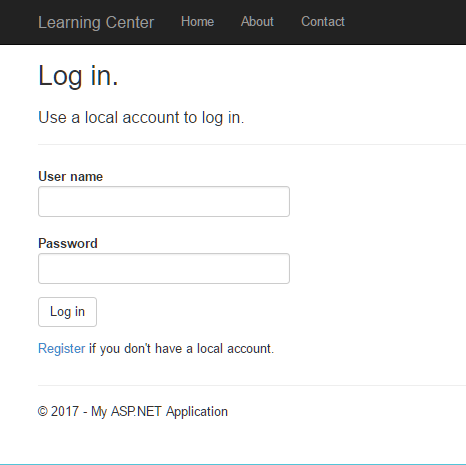 Learning Center Home About Contact
Log in.
Use a local account to log in.
User name
Password
Log in
Register if you don't have a local account.
© 2017 - My ASP.NET Application